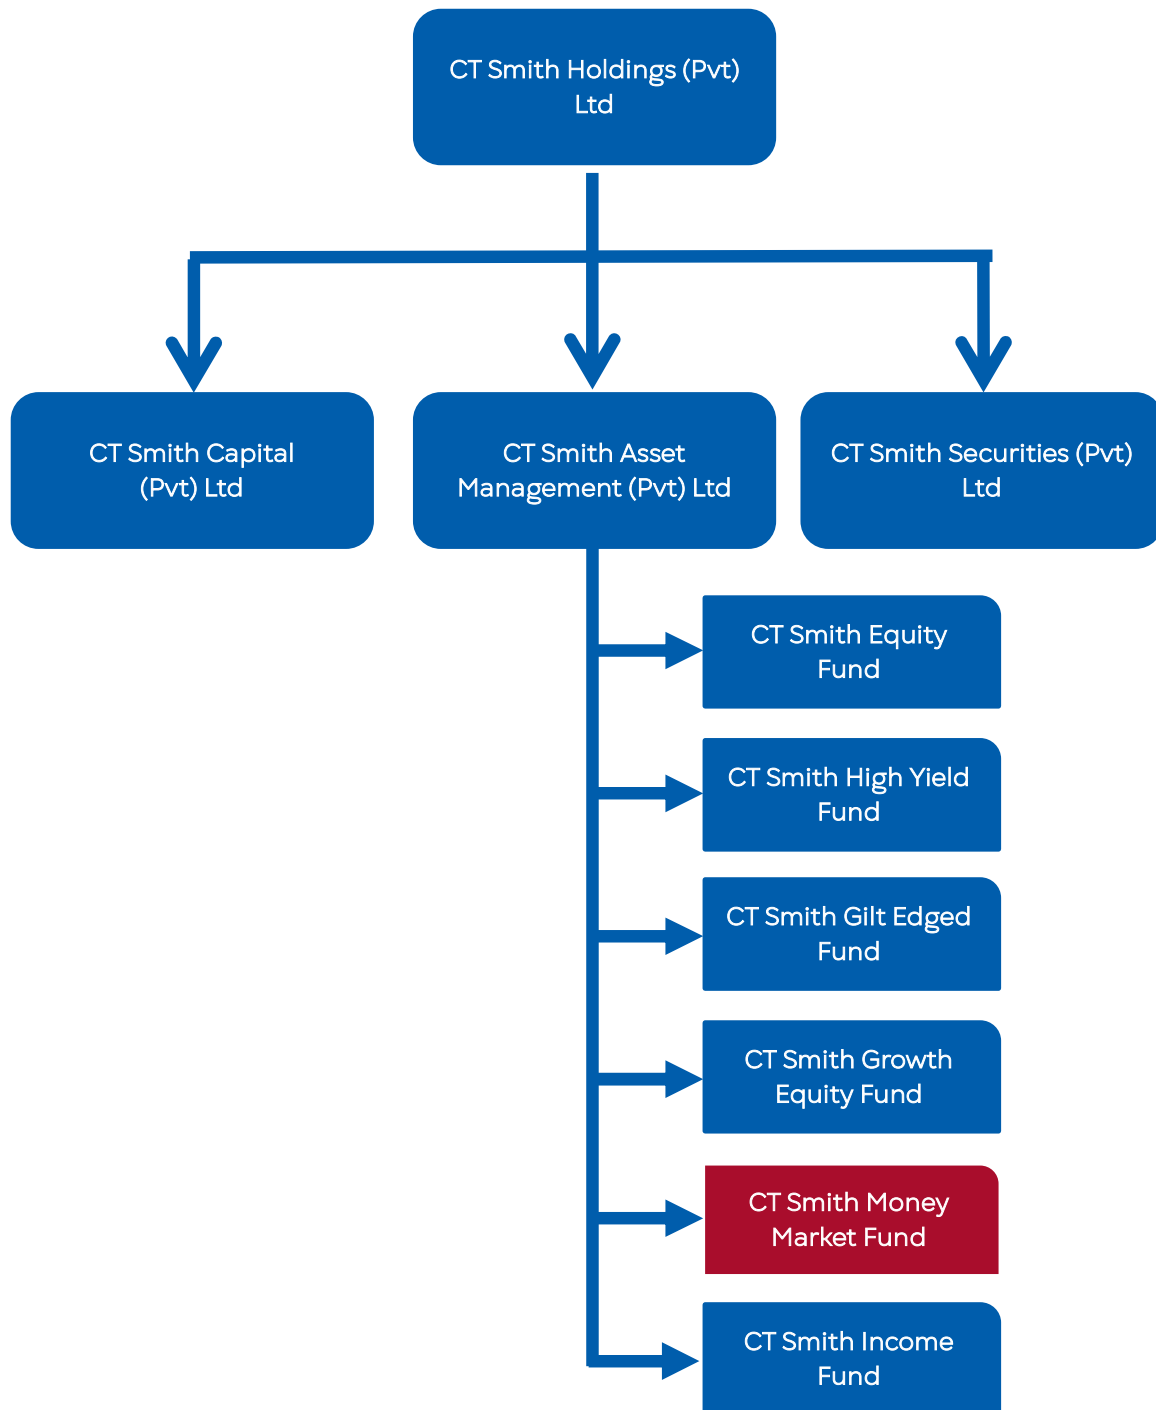 CT Smith Holdings (Pvt)
Ltd
CT Smith Capital
(Pvt) Ltd
CT Smith Asset
Management (Pvt) Ltd
CT Smith Securities (Pvt)
Ltd
CT Smith Equity
Fund
CT Smith High Yield
Fund
CT Smith Gilt Edged
Fund
CT Smith Growth
Equity Fund
CT Smith Money
Market Fund
CT Smith Income
Fund